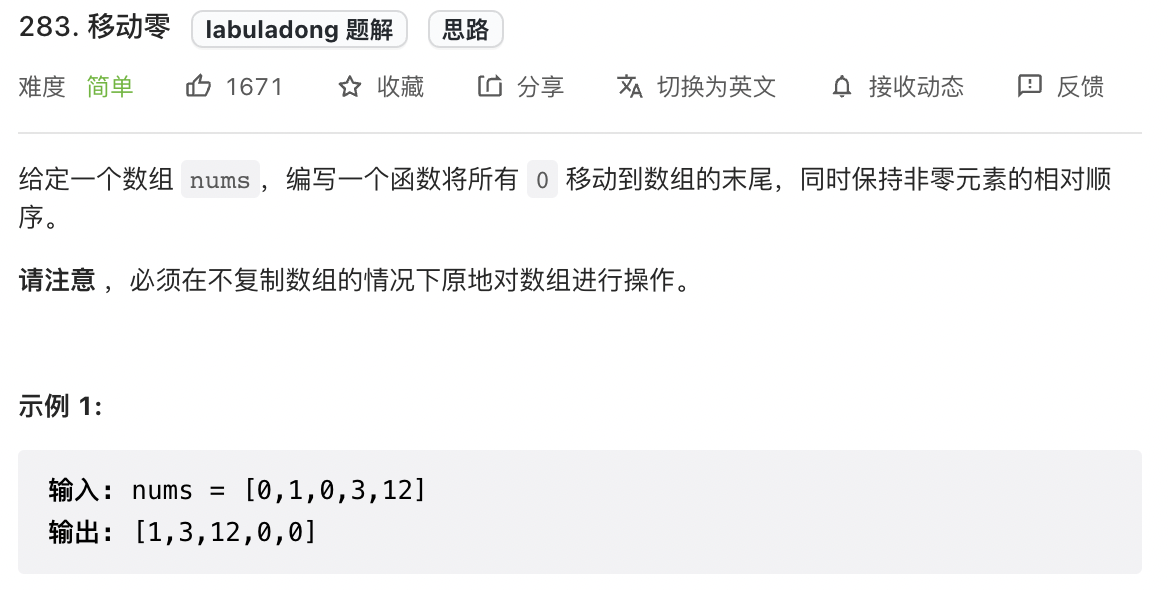 283. 移动零 labuladong 题解 思路
难度 简单 1671 收藏 分享 切换为英文 接收动态 反馈
给定一个数组 nums，编写一个函数将所有 0 移动到数组的末尾，同时保持非零元素的相对顺
序。
请注意 ，必须在不复制数组的情况下原地对数组进行操作。
示例 1:
输入: nums = [0,1,0,3,12]
输出: [1,3,12,0,0]